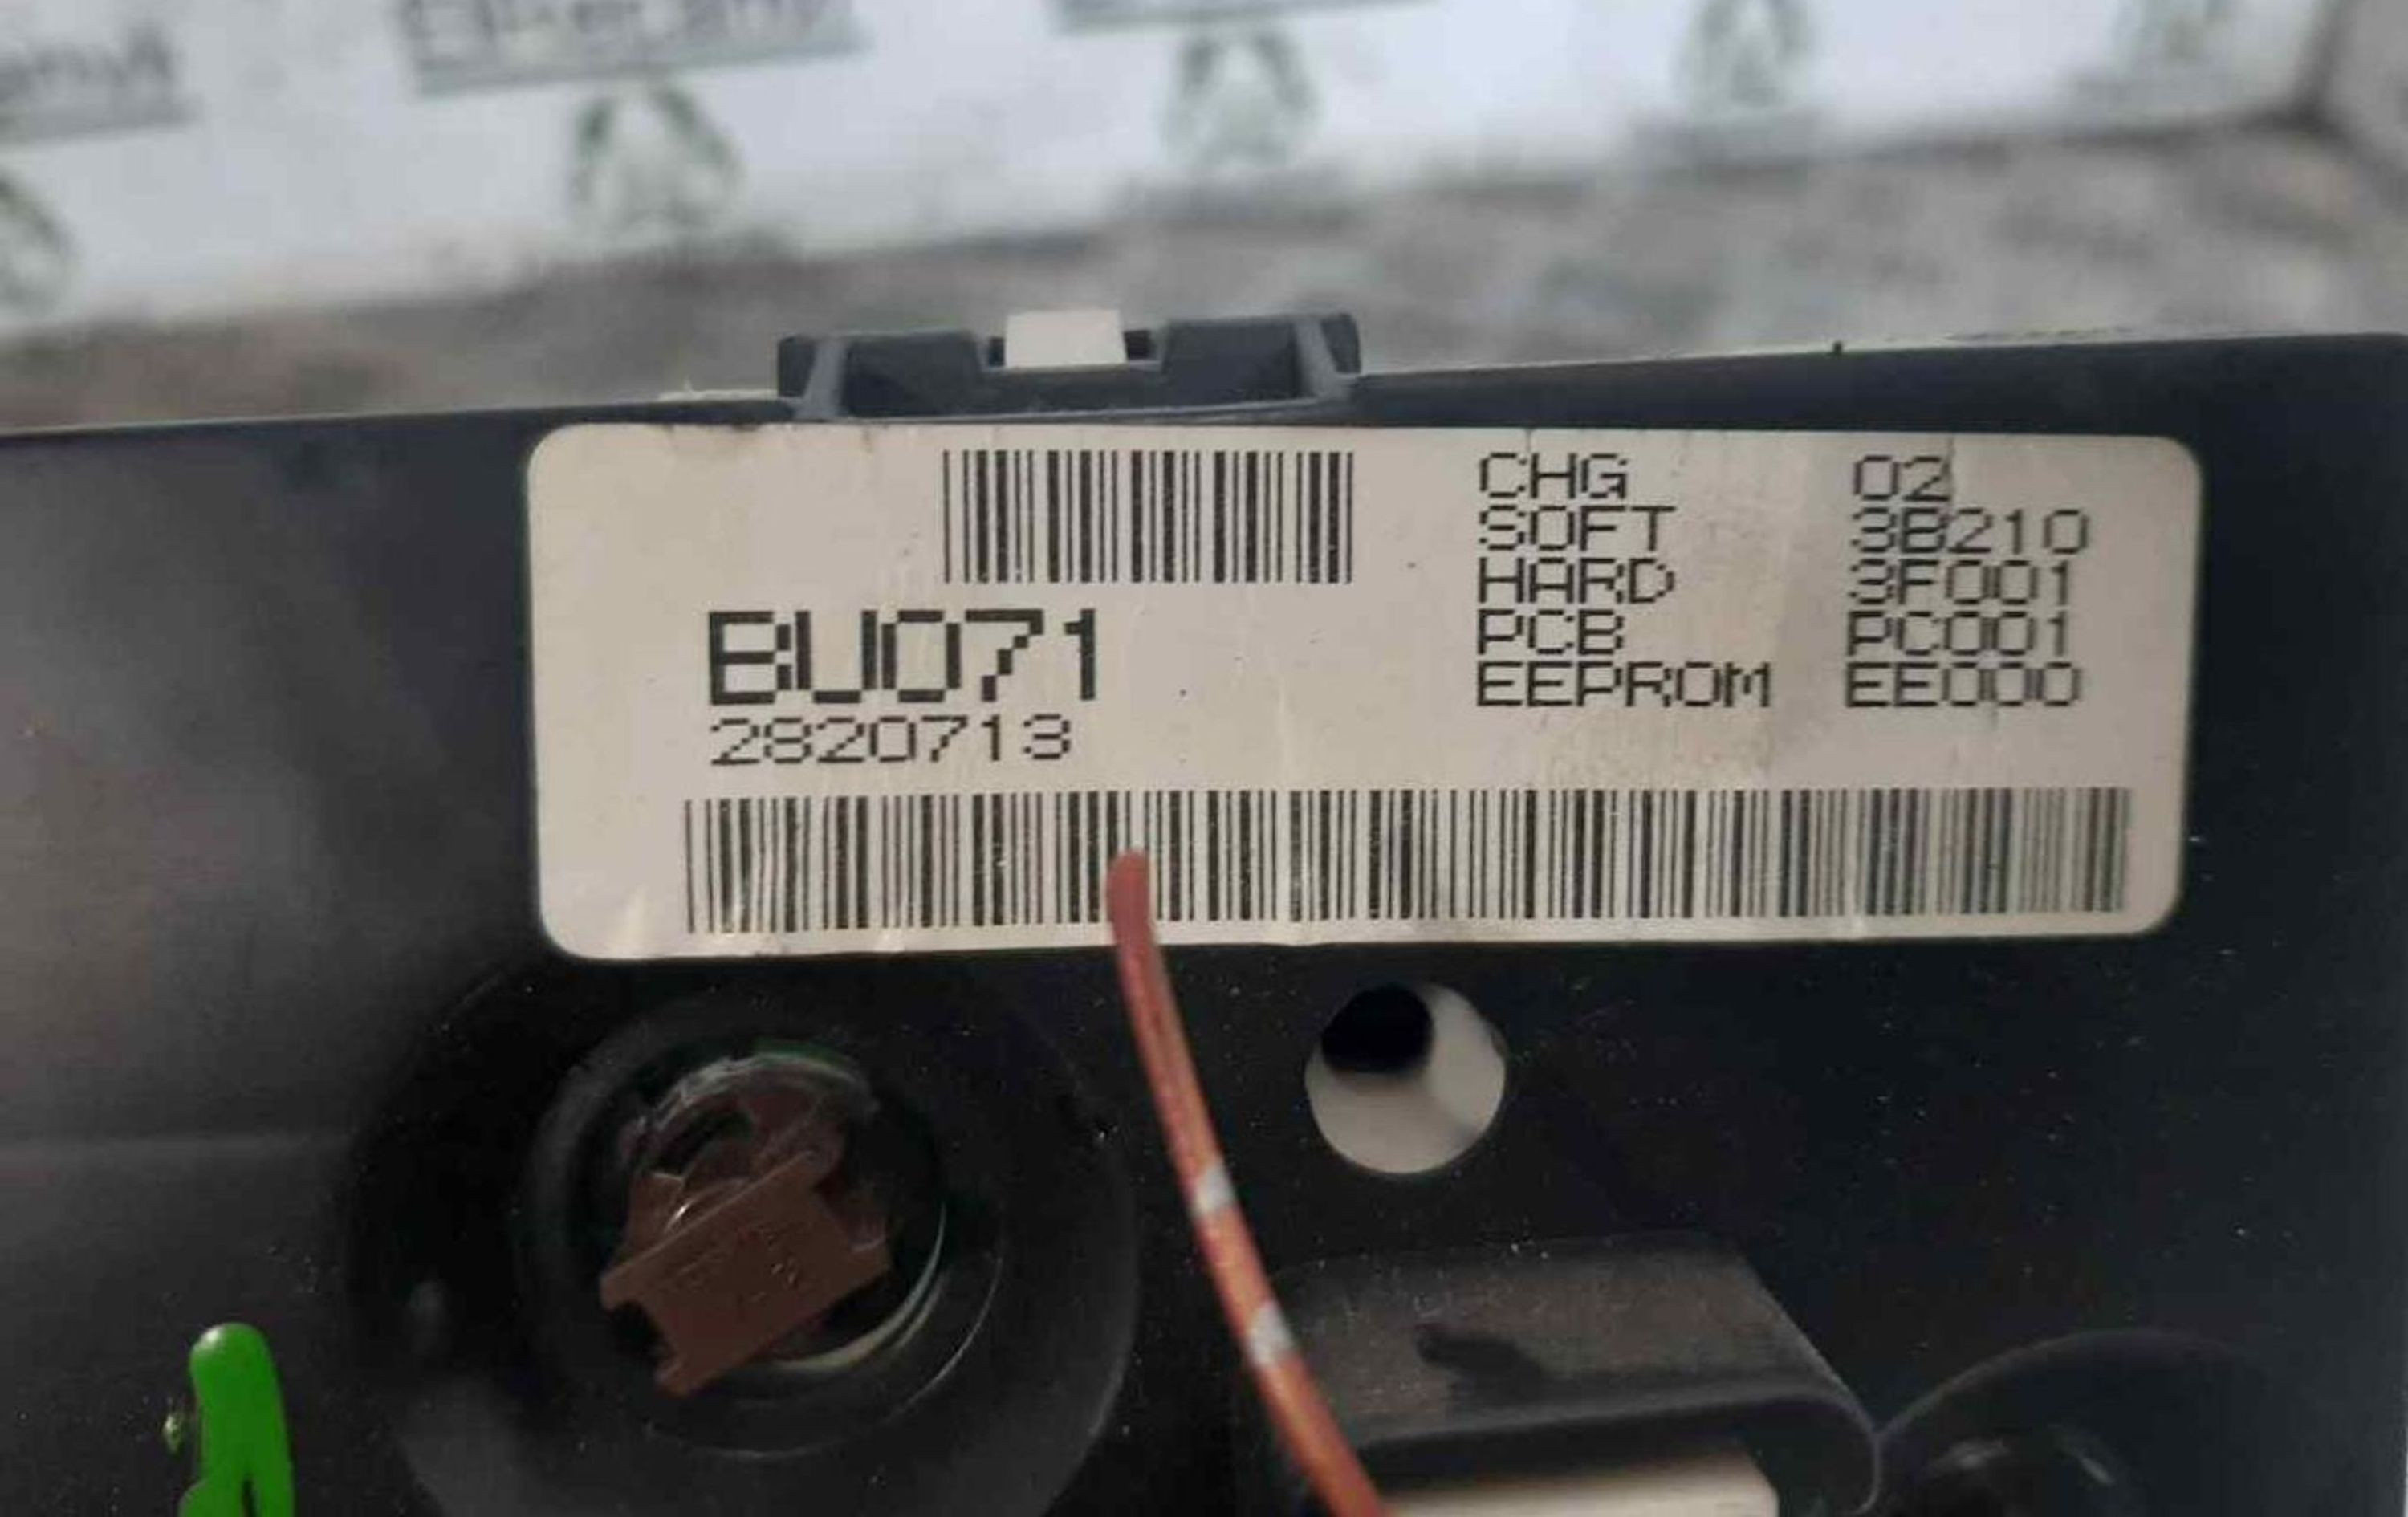 CHG 02
SOFT 3B210
HARD 3F001
PCB PC001
EEPROM EE000
BU071
2820713